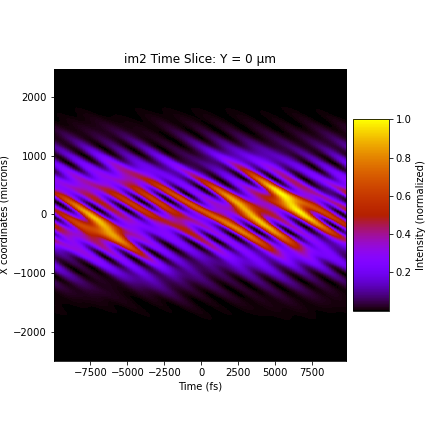 im2 Time Slice: Y = 0 μm
2000
1000
0
−1000
−2000
X coordinates (microns)
−7500 −5000 −2500 0 2500 5000 7500
Time (fs)
1.0
0.8
0.6
0.4
0.2
Intensity (normalized)